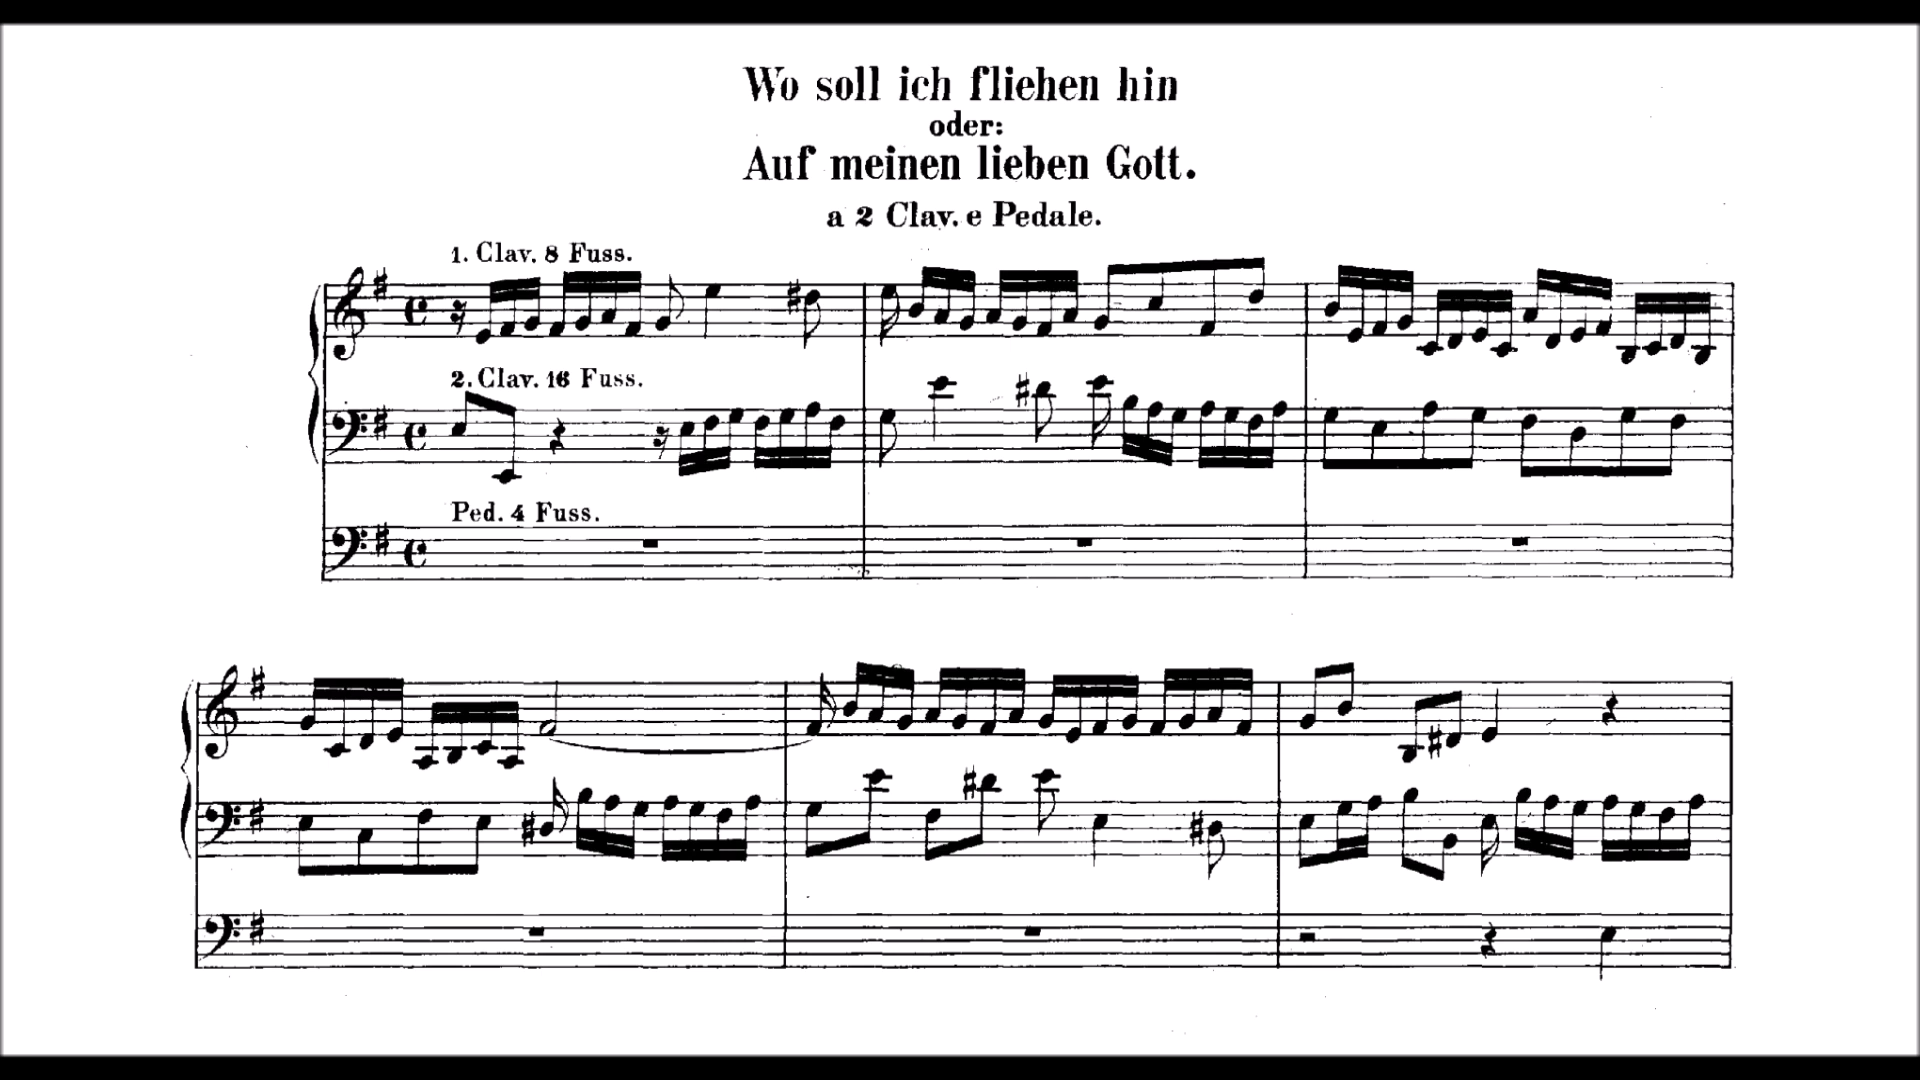 Wo soll ich fliehen hin
oder:
Auf meinen lieben Gott.
a 2 Clav. e Pedale.
1. Clav. 8 Fuss.
2. Clav. 16 Fuss.
Ped. 4 Fuss.